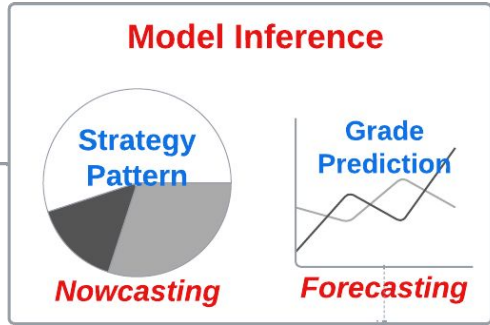 Model Inference
Strategy
Pattern
Grade
Prediction
Nowcasting
Forecasting